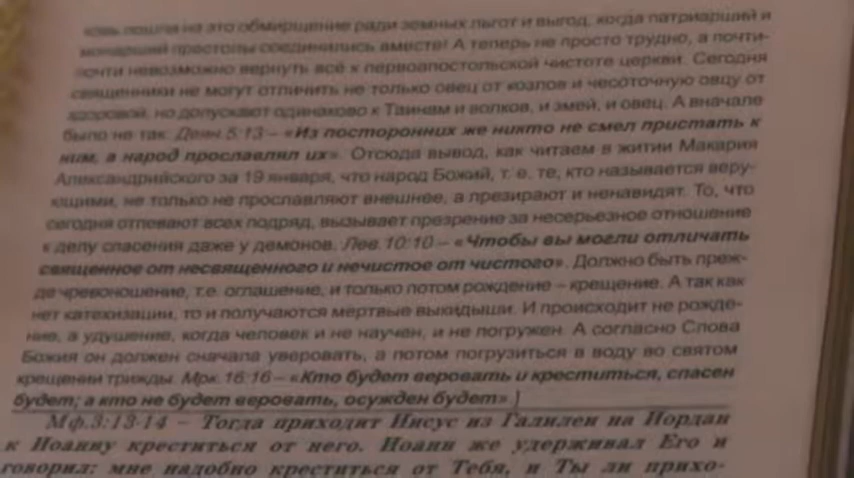 ковь пошла на это обмирщение ради земных льгот и выгод, когда патриарший и
монарший престолы соединились вместе! А теперь не просто трудно, а почти-
почти невозможно вернуть всё к первоапостольской чистоте церкви. Сегодня
священники не могут отличить не только овец от козлов и чесоточную овцу от
здоровой, но допускают одинаково к Таинам и волков, и змей, и овец. А вначале
было не так. Деян.5:13 – «Из посторонних же никто не смел пристать к
ним, а народ прославлял их». Отсюда вывод, как читаем в житии Макария
Александрийского за 19 января, что народ Божий, т. е. те, кто называется веру-
ющими, не только не прославляют внешнее, а презирают и ненавидят. То, что
сегодня отпевают всех подряд, вызывает презрение за несерьезное отношение
к делу спасения даже у демонов. Лев.10:10 – «Чтобы вы могли отличать
священное от несвященного и нечистое от чистого». Должно быть преж-
де чревоношение, т.е. оглашение, и только потом рождение – крещение. А так как
нет катехизации, то и получаются мертвые выкидыши. И происходит не рожде-
ние, а удушение, когда человек и не научен, и не погружен. А согласно Слова
Божия он должен сначала уверовать, а потом погрузиться в воду во святом
крещении трижды. Мрк.16:16 – «Кто будет веровать и креститься, спасен
будет; а кто не будет веровать, осужден будет».]
Мф.3:13-14 – Тогда приходит Иисус из Галилеи на Иордан
к Иоанну креститься от него. Иоанн же удерживал Его и
говорил: мне надобно креститься от Тебя, и Ты ли прихо-